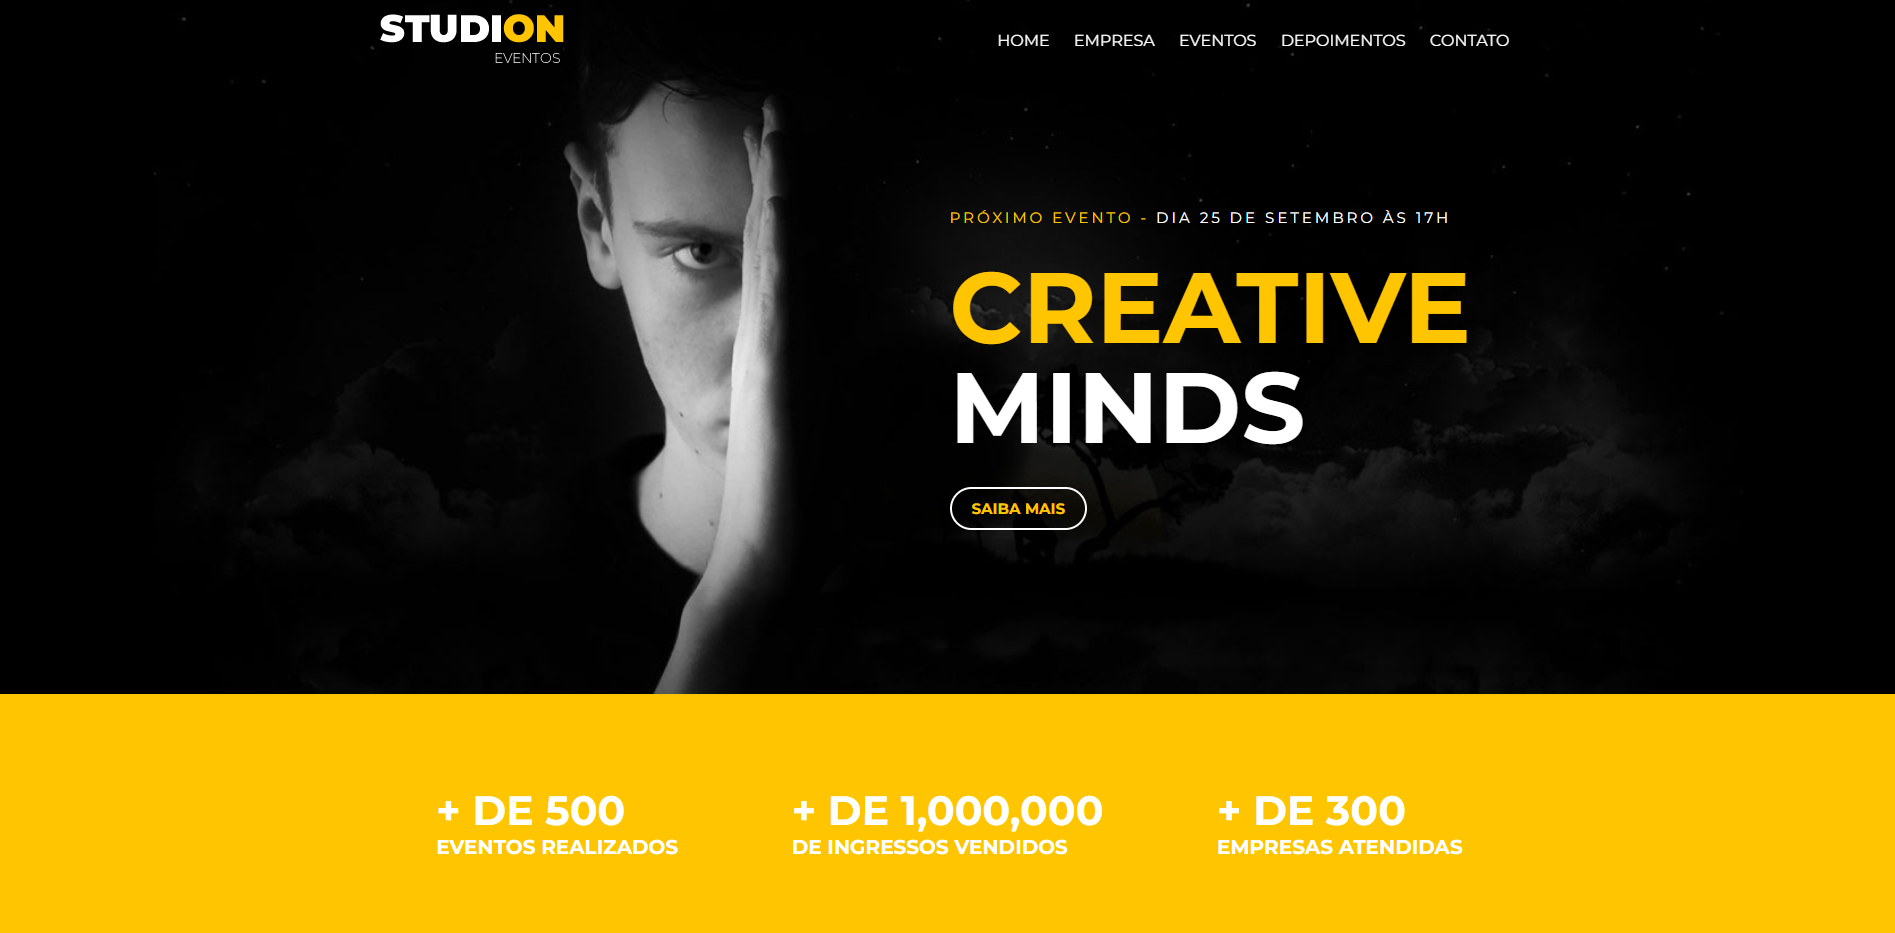 STUDION
EVENTOS
HOME EMPRESA EVENTOS DEPOIMENTOS CONTATO
PRÓXIMO EVENTO - DIA 25 DE SETEMBRO ÀS 17H
CREATIVE
MINDS
SAIBA MAIS
+ DE 500
EVENTOS REALIZADOS
+ DE 1,000,000
DE INGRESSOS VENDIDOS
+ DE 300
EMPRESAS ATENDIDAS